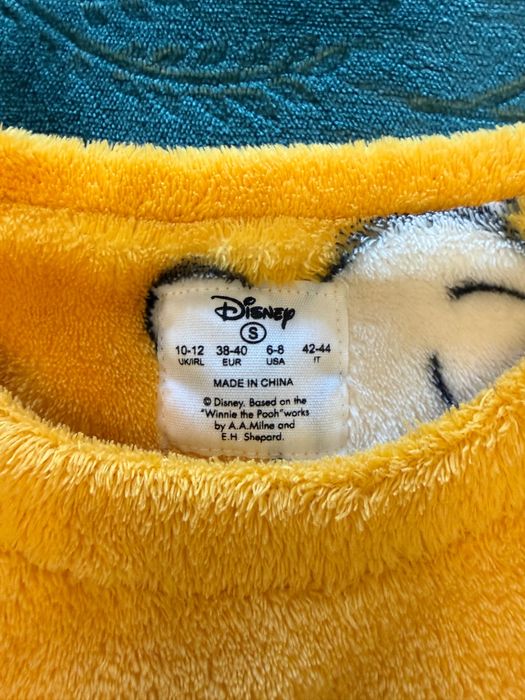 Disney
S
10-12 38-40 6-8 42-44
UK/IRL EUR USA IT
MADE IN CHINA
© Disney. Based on the
"Winnie the Pooh"works
by A.A.Milne and
E.H. Shepard.